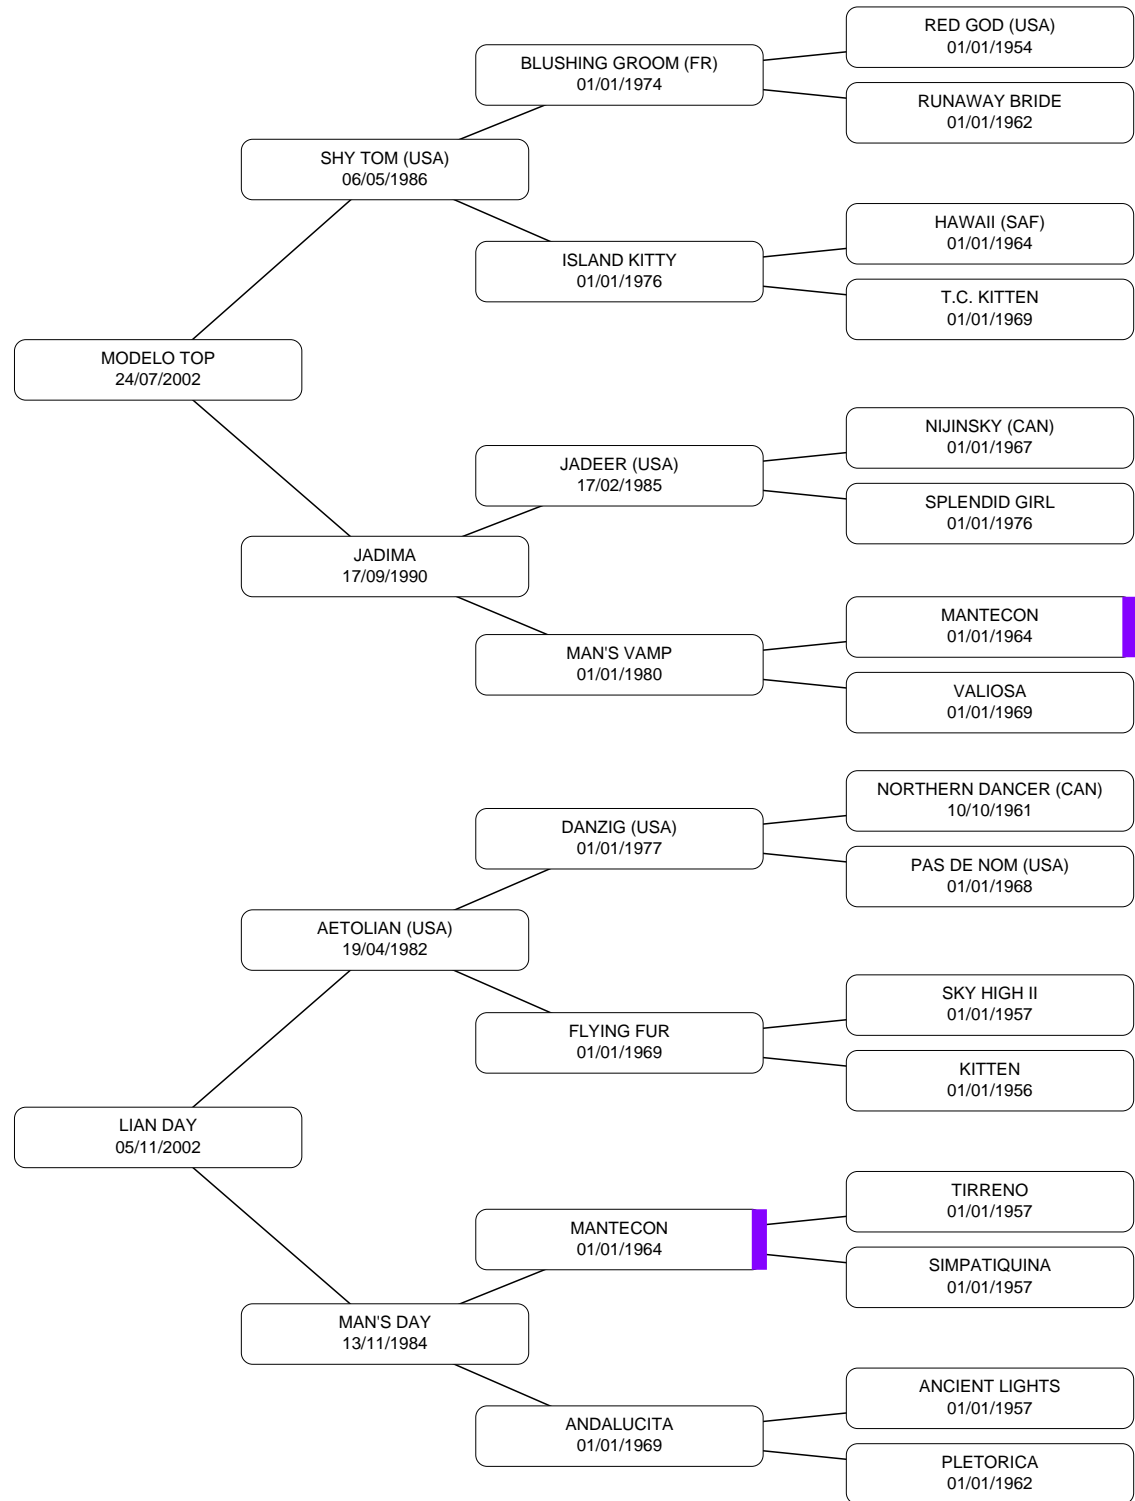 RED GOD (USA)
01/01/1954
BLUSHING GROOM (FR)
01/01/1974
RUNAWAY BRIDE
01/01/1962
SHY TOM (USA)
06/05/1986
HAWAII (SAF)
01/01/1964
ISLAND KITTY
01/01/1976
T.C. KITTEN
01/01/1969
MODELO TOP
24/07/2002
NIJINSKY (CAN)
01/01/1967
JADEER (USA)
17/02/1985
SPLENDID GIRL
01/01/1976
JADIMA
17/09/1990
MANTECON
01/01/1964
MAN'S VAMP
01/01/1980
VALIOSA
01/01/1969
NORTHERN DANCER (CAN)
10/10/1961
DANZIG (USA)
01/01/1977
PAS DE NOM (USA)
01/01/1968
AETOLIAN (USA)
19/04/1982
SKY HIGH II
01/01/1957
FLYING FUR
01/01/1969
KITTEN
01/01/1956
LIAN DAY
05/11/2002
TIRRENO
01/01/1957
MANTECON
01/01/1964
SIMPATIQUINA
01/01/1957
MAN'S DAY
13/11/1984
ANCIENT LIGHTS
01/01/1957
ANDALUCITA
01/01/1969
PLETORICA
01/01/1962